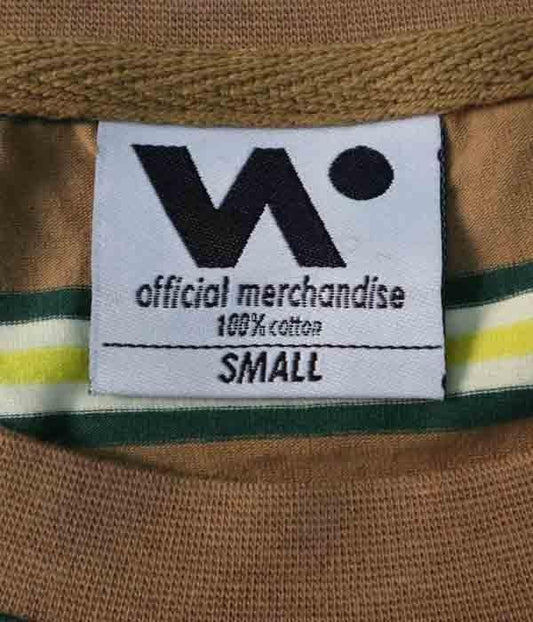 official merchandise
100% cotton
SMALL